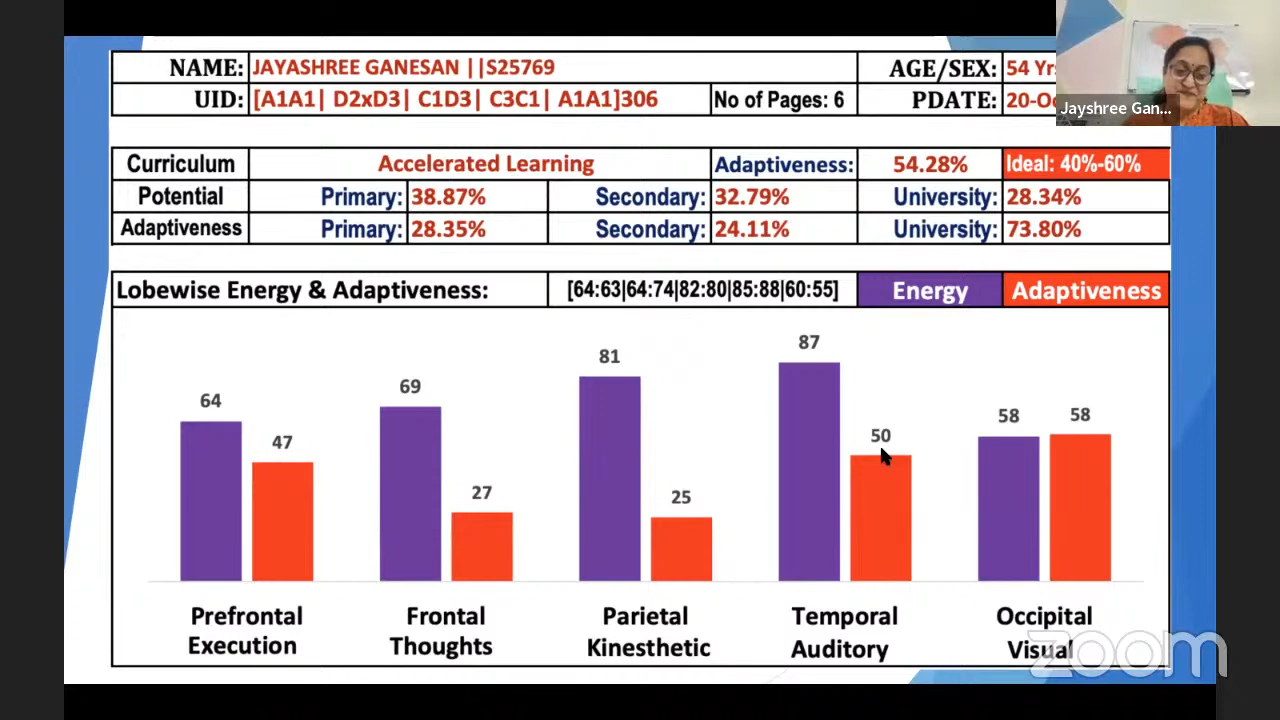 NAME: JAYASHREE GANESAN ||S25769 AGE/SEX: 54 Yr
UID: [A1A1| D2xD3| C1D3| C3C1| A1A1]306 No of Pages: 6 PDATE: 20-O
Jayshree Gan...
Curriculum Accelerated Learning Adaptiveness: 54.28% Ideal: 40%-60%
Potential Primary: 38.87% Secondary: 32.79% University: 28.34%
Adaptiveness Primary: 28.35% Secondary: 24.11% University: 73.80%
Lobewise Energy & Adaptiveness: [64:63|64:74|82:80|85:88|60:55] Energy Adaptiveness
64 47 69 27 81 25 87 50 58 58
Prefrontal Frontal Parietal Temporal Occipital
Execution Thoughts Kinesthetic Auditory Visual
zoom